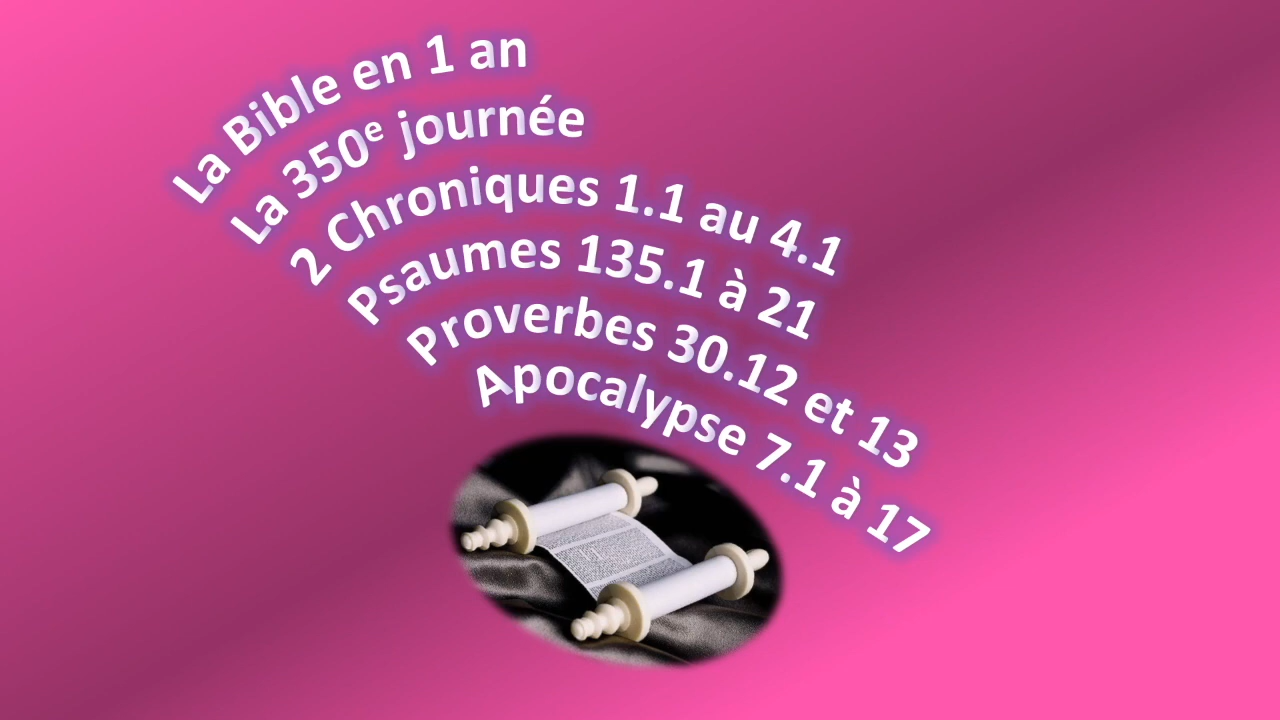 La Bible en 1 an
La 350e journée
2 Chroniques 1.1 au 4.1
Psaumes 135.1 à 21
Proverbes 30.12 et 13
Apocalypse 7.1 à 17